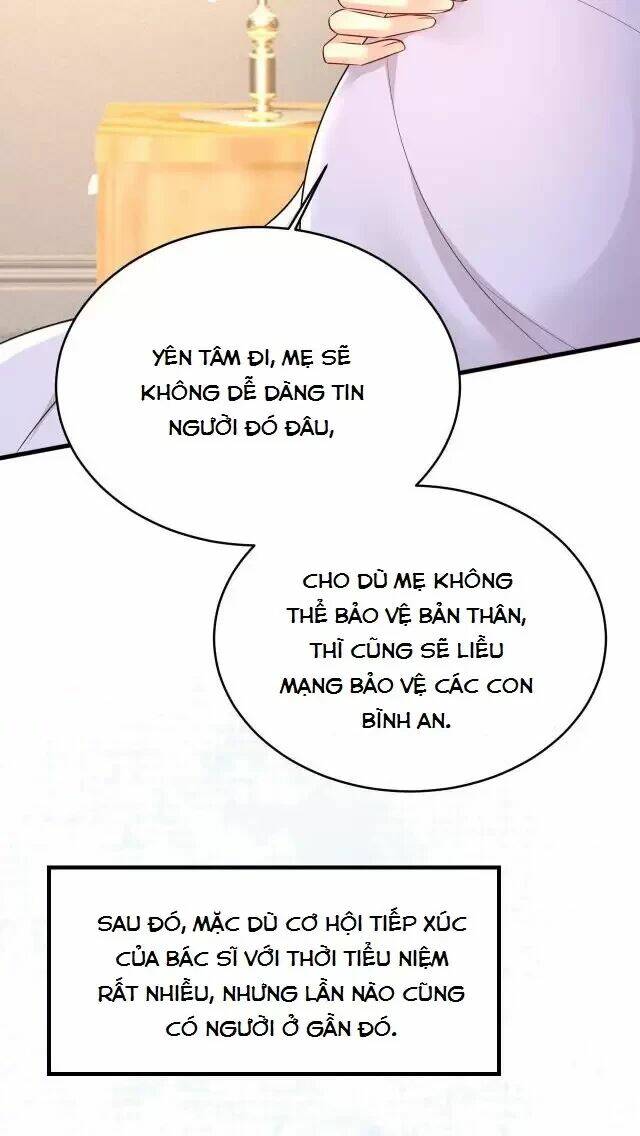 YÊN TÂM ĐI, MẸ SẼ
KHÔNG DỄ DÀNG TIN
NGƯỜI ĐÓ ĐÂU,
CHO DÙ MẸ KHÔNG
THỂ BẢO VỆ BẢN THÂN,
THÌ CŨNG SẼ LIỀU
MẠNG BẢO VỆ CÁC CON
BÌNH AN.
SAU ĐÓ, MẶC DÙ CƠ HỘI TIẾP XÚC
CỦA BÁC SĨ VỚI THỜI TIỂU NIỆM
RẤT NHIỀU, NHƯNG LẦN NÀO CŨNG
CÓ NGƯỜI Ở GẦN ĐÓ.